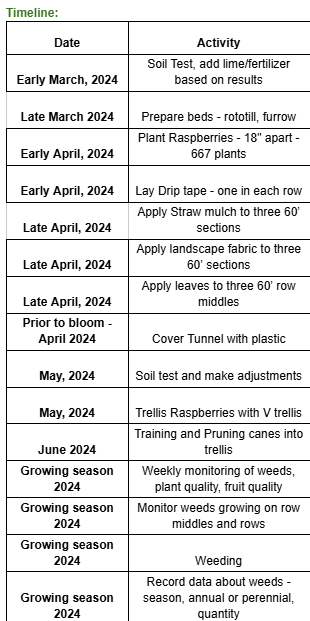 Timeline:
Date Activity
Soil Test, add lime/fertilizer
Early March, 2024 based on results
Late March 2024 Prepare beds - rototill, furrow
Plant Raspberries - 18" apart -
Early April, 2024 667 plants
Early April, 2024 Lay Drip tape - one in each row
Apply Straw mulch to three 60'
Late April, 2024 sections
Apply landscape fabric to three
Late April, 2024 60' sections
Apply leaves to three 60' row
Late April, 2024 middles
Prior to bloom -
April 2024 Cover Tunnel with plastic
May, 2024 Soil test and make adjustments
May, 2024 Trellis Raspberries with V trellis
Training and Pruning canes into
June 2024 trellis
Growing season Weekly monitoring of weeds,
2024 plant quality, fruit quality
Growing season Monitor weeds growing on row
2024 middles and rows
Growing season
2024 Weeding
Record data about weeds -
Growing season season, annual or perennial,
2024 quantity